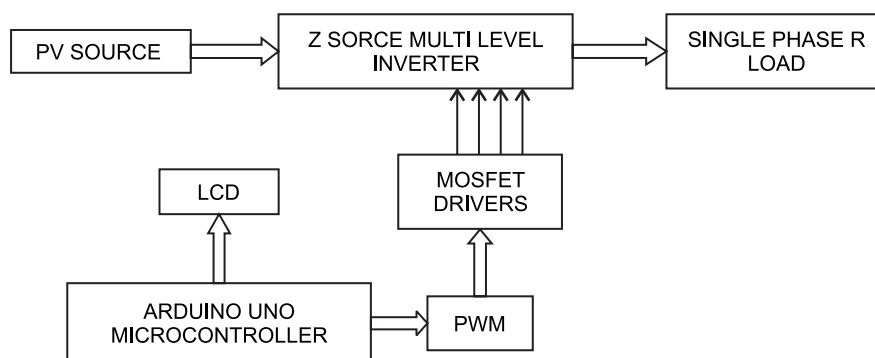 PV SOURCE
Z SORCE MULTI LEVEL
INVERTER
SINGLE PHASE R
LOAD
MOSFET
DRIVERS
LCD
ARDUINO UNO
MICROCONTROLLER
PWM